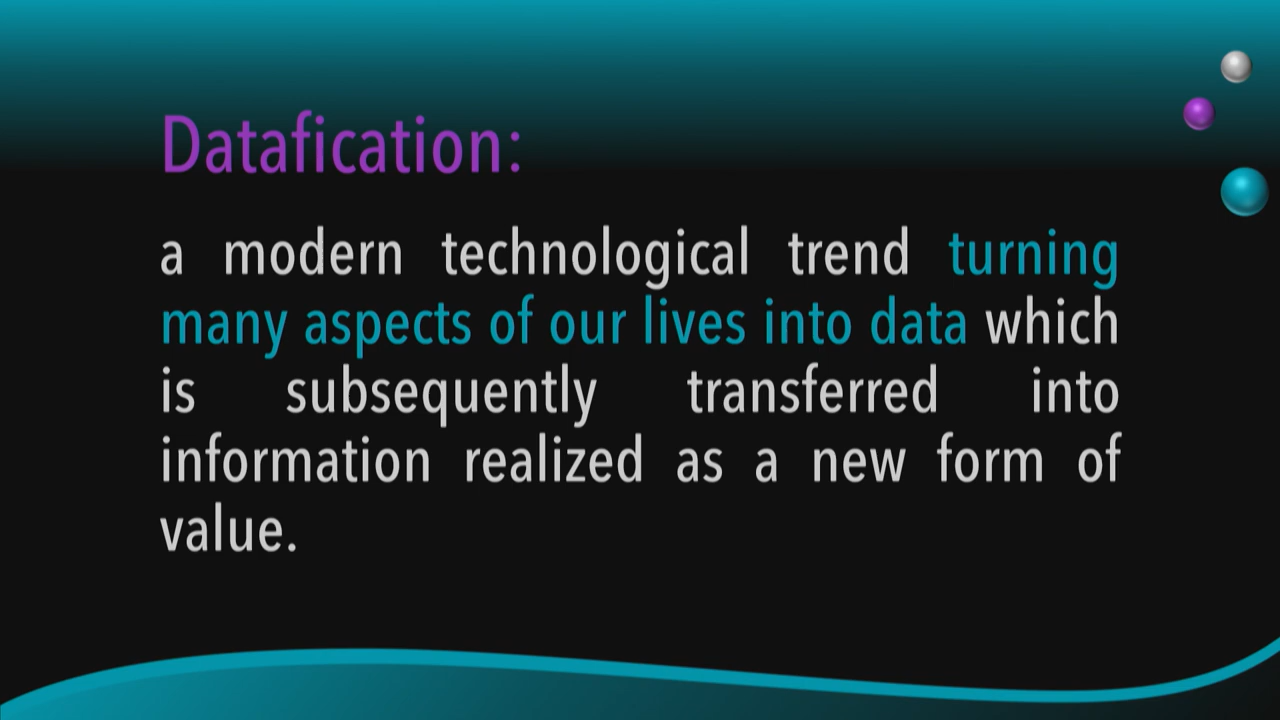 Datafication:
a modern technological trend turning
many aspects of our lives into data which
is subsequently transferred into
information realized as a new form of
value.